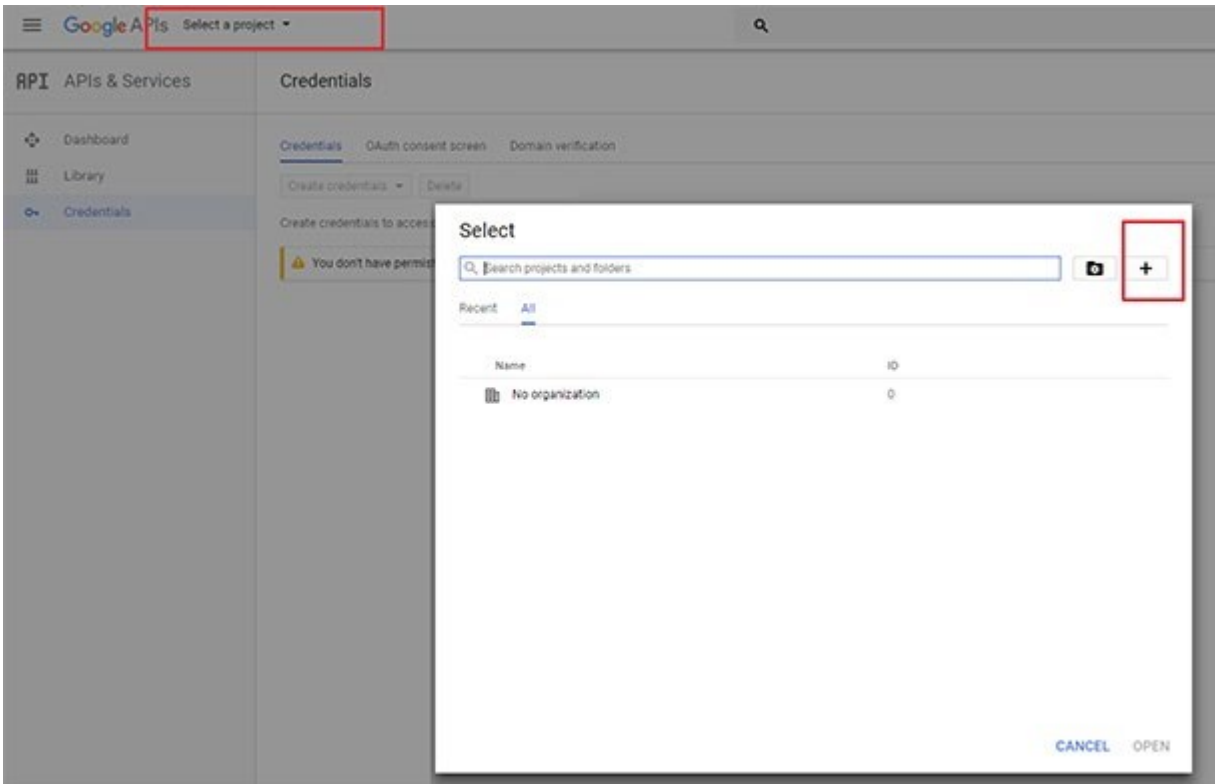 Google APIs Select a project
API APIs & Services
Credentials
Dashboard
Library
Credentials
Credentials OAuth consent screen Domain verification
Create credentials Delete
Create credentials to access
You don't have permis
Select
Search projects and folders
Recent All
Name ID
No organization 0
CANCEL OPEN